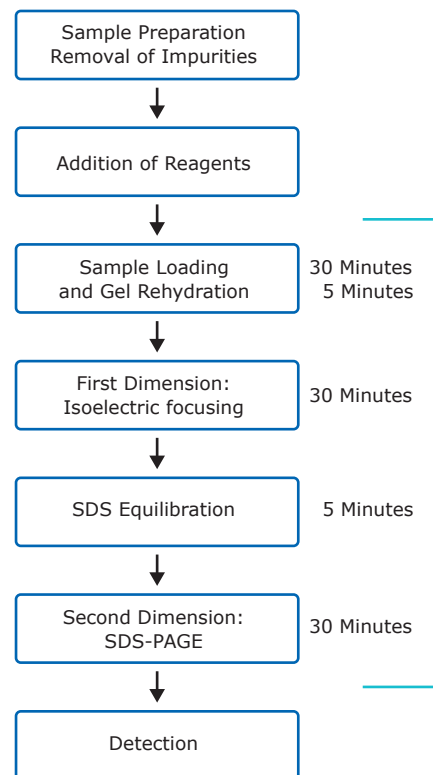 Sample Preparation
Removal of Impurities
Addition of Reagents
Sample Loading
and Gel Rehydration
30 Minutes
5 Minutes
First Dimension:
Isoelectric focusing
30 Minutes
SDS Equilibration
5 Minutes
Second Dimension:
SDS-PAGE
30 Minutes
Detection